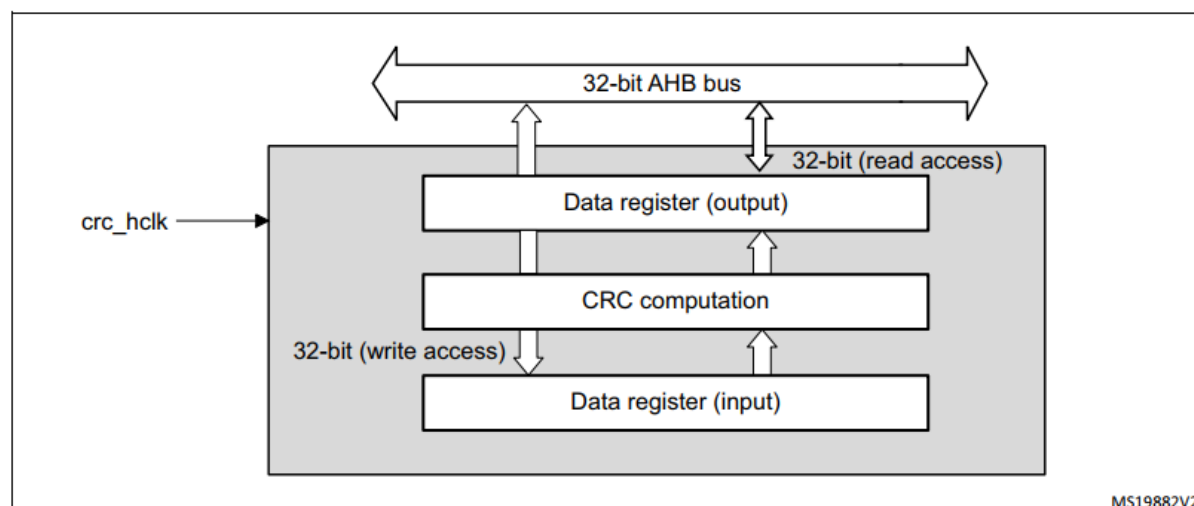 32-bit AHB bus
32-bit (read access)
Data register (output)
crc_hclk
CRC computation
32-bit (write access)
Data register (input)
MS19882V2